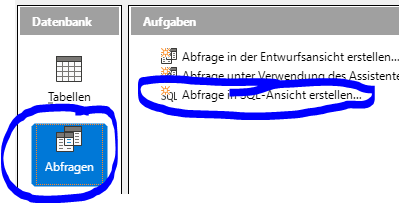 Datenbank
Aufgaben
Abfrage in der Entwurfsansicht erstellen...
Abfrage unter Verwendung des Assistente
SQL Abfrage in SQL-Ansicht erstellen...
Tabellen
Abfragen